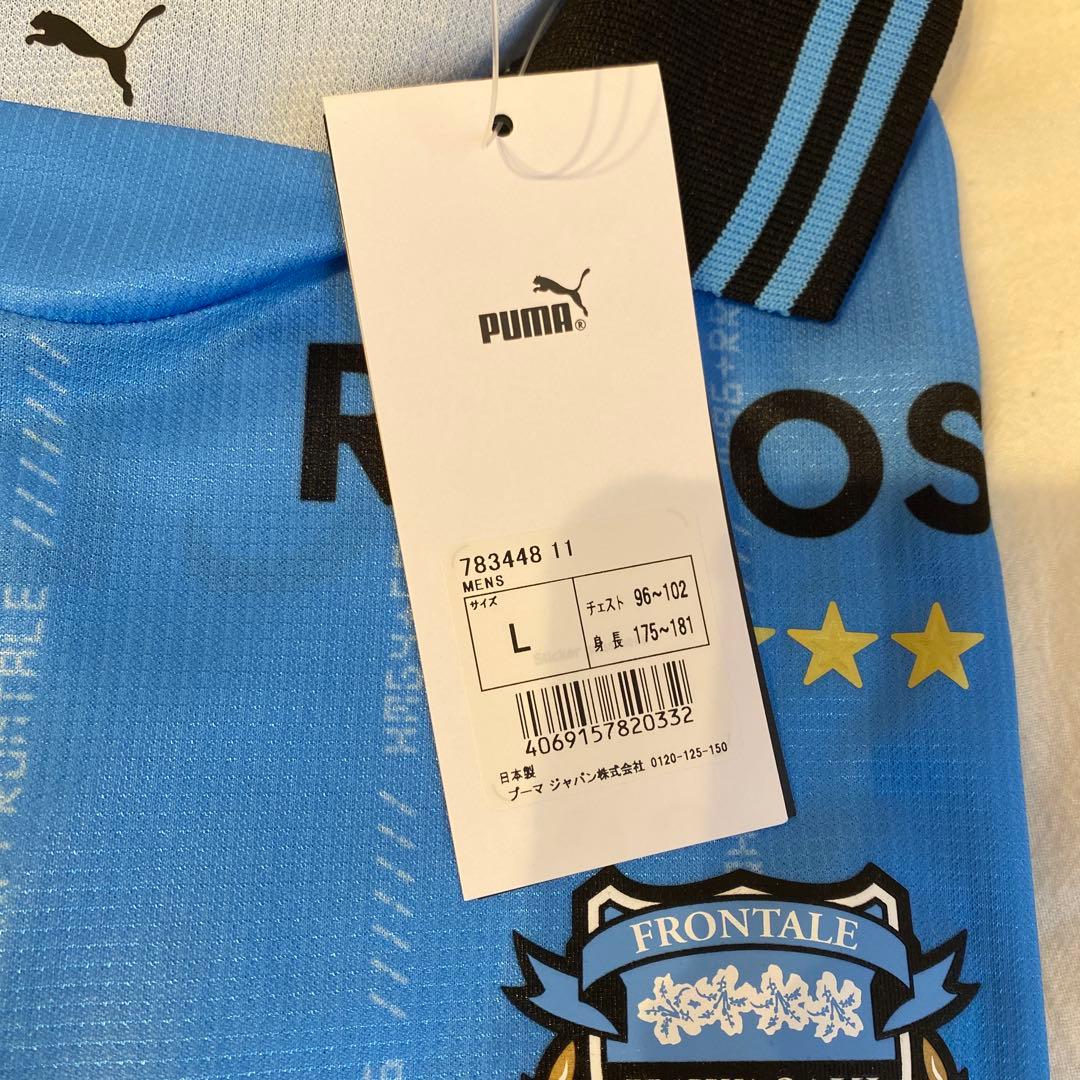 PUMA®
R OS
783448 11
MENS
サイズ
L
チェスト 96~102
身長 175~181
4069157820332
日本製
プーマ ジャパン株式会社 0120-125-150
FRONTALE